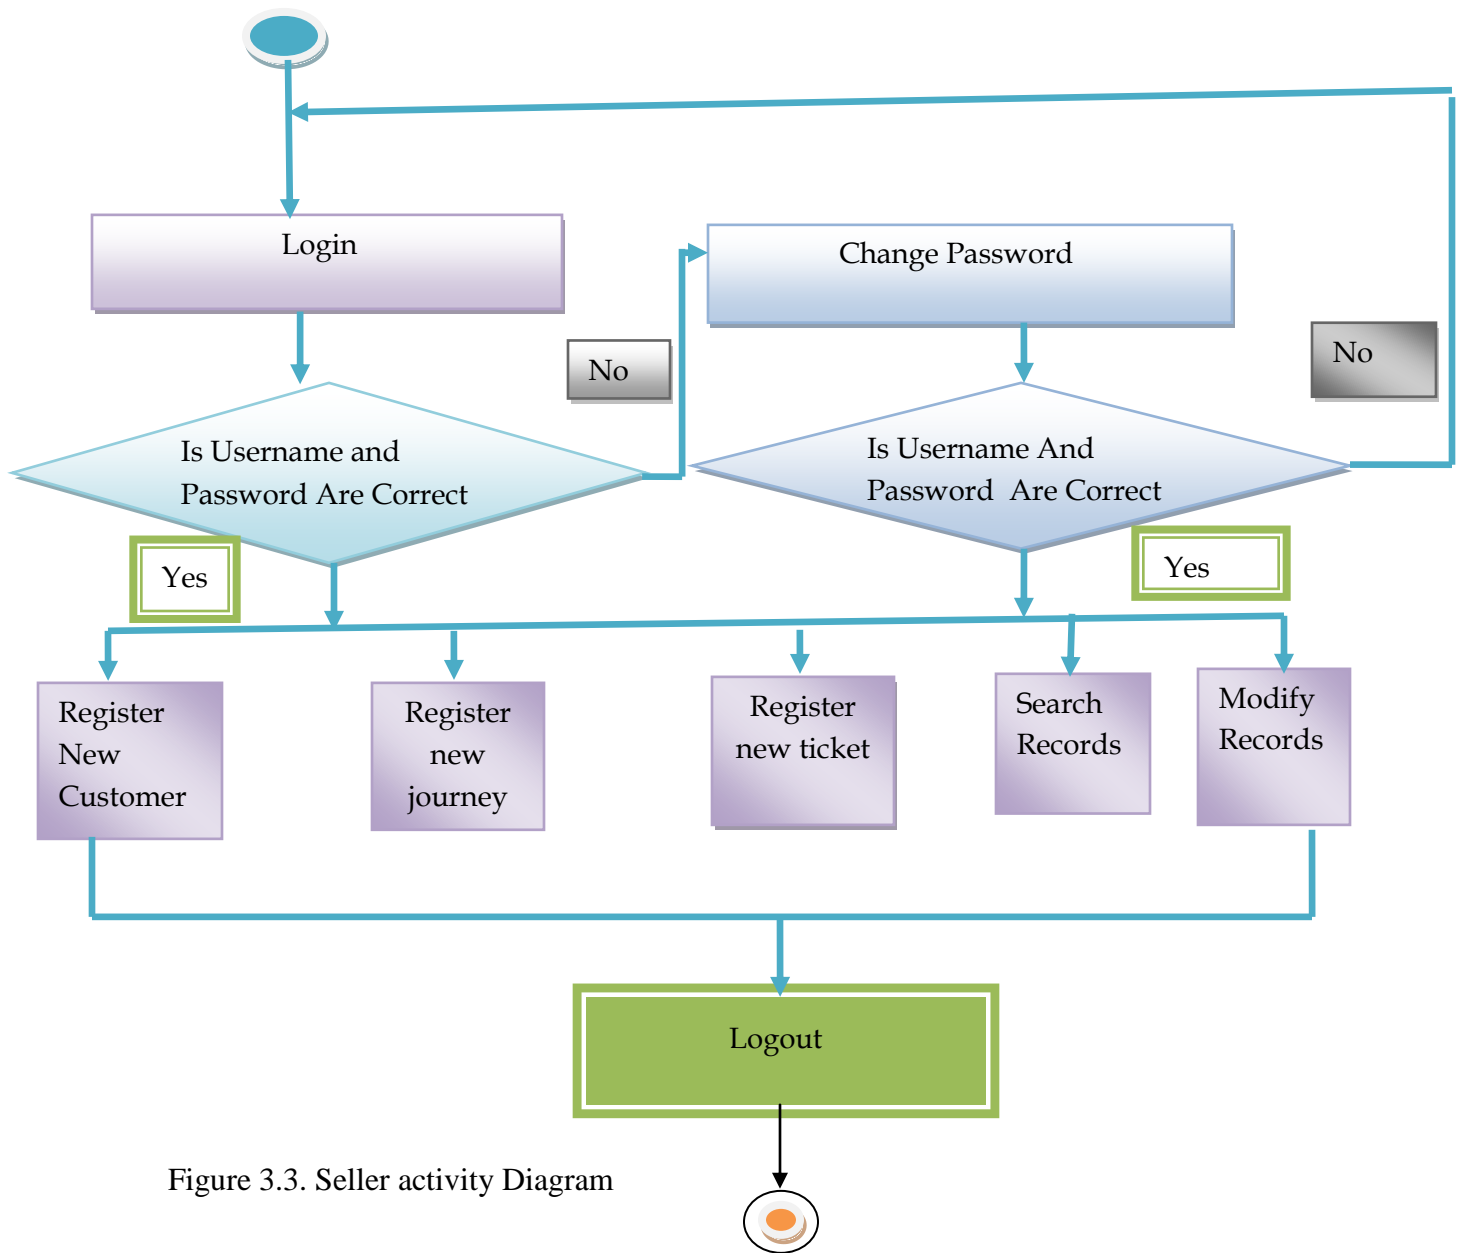 Login
Change Password
No
No
Is Username and
Password Are Correct
Is Username And
Password  Are Correct
Yes
Yes
Register
New
Customer
Register
new
journey
Register
new ticket
Search
Records
Modify
Records
Logout
Figure 3.3. Seller activity Diagram